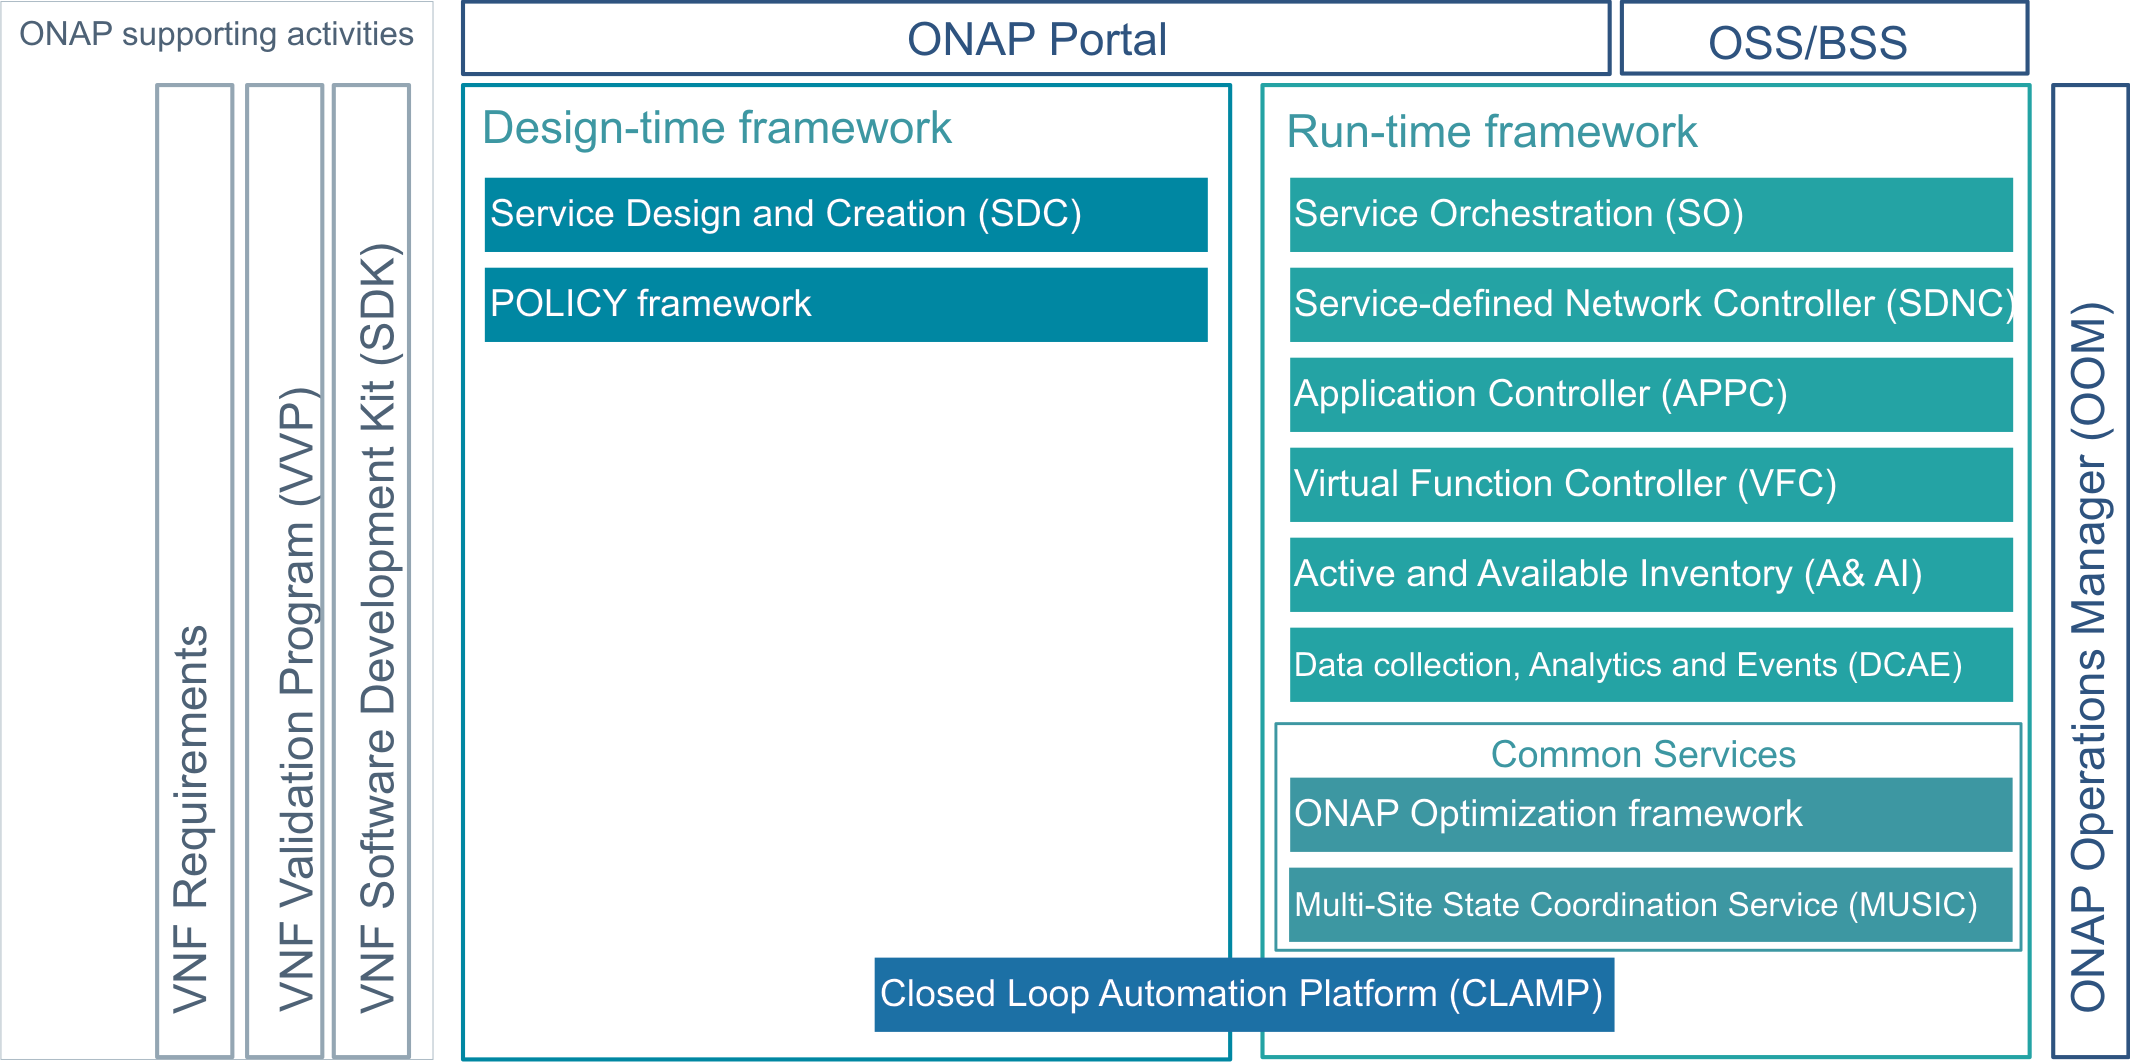 ONAP supporting activities
VNF Requirements
VNF Validation Program (VVP)
VNF Software Development Kit (SDK)
ONAP Portal
OSS/BSS
Design-time framework
Service Design and Creation (SDC)
POLICY framework
Run-time framework
Service Orchestration (SO)
Service-defined Network Controller (SDNC)
Application Controller (APPC)
Virtual Function Controller (VFC)
Active and Available Inventory (A& AI)
Data collection, Analytics and Events (DCAE)
Common Services
ONAP Optimization framework
Multi-Site State Coordination Service (MUSIC)
Closed Loop Automation Platform (CLAMP)
ONAP Operations Manager (OOM)